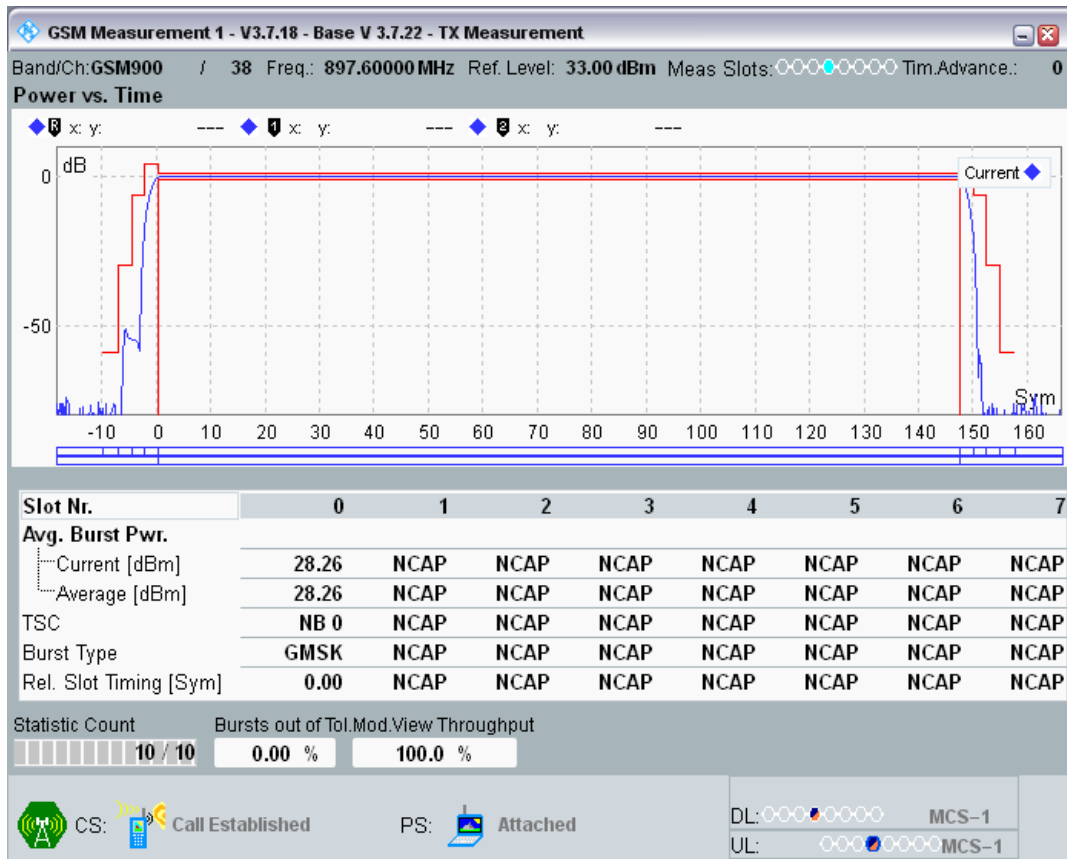 GSM Measurement 1 - V3.7.18 - Base V 3.7.22 - TX Measurement
Band/Ch:GSM900 / 38 Freq.: 897.60000 MHz Ref. Level: 33.00 dBm Meas Slots: Tim.Advance.: 0
Power vs. Time
R x: y: --- 1 x: y: --- 2 x: y: ---
dB
Current
0
-50
Sym
-10 0 10 20 30 40 50 60 70 80 90 100 110 120 130 140 150 160
Slot Nr. 0 1 2 3 4 5 6 7
Avg. Burst Pwr.
Current [dBm] 28.26 NCAP NCAP NCAP NCAP NCAP NCAP NCAP
Average [dBm] 28.26 NCAP NCAP NCAP NCAP NCAP NCAP NCAP
TSC NB 0 NCAP NCAP NCAP NCAP NCAP NCAP NCAP
Burst Type GMSK NCAP NCAP NCAP NCAP NCAP NCAP NCAP
Rel. Slot Timing [Sym] 0.00 NCAP NCAP NCAP NCAP NCAP NCAP NCAP
Statistic Count Bursts out of Tol. Mod.View Throughput
10 / 10 0.00 % 100.0 %
CS: Call Established PS: Attached
DL: MCS-1
UL: MCS-1